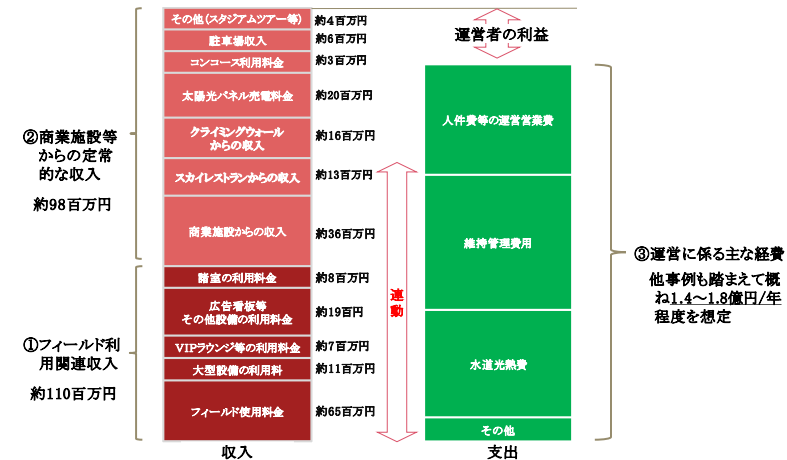 ②商業施設等
からの定常
的な収入
約98百万円
①フィールド利
用関連収入
約110百万円
その他（スタジアムツアー等）
約4百万円
駐車場収入
約6百万円
コンコース利用料金
約3百万円
太陽光パネル売電料金
約20百万円
クライミングウォール
からの収入
約16百万円
スカイレストランからの収入
約13百万円
商業施設からの収入
約36百万円
諸室の利用料金
約8百万円
広告看板等
その他設備の利用料金
約19百円
VIPラウンジ等の利用料金
約7百万円
大型設備の利用料
約11百万円
フィールド使用料金
約65百万円
収入
連
動
運営者の利益
人件費等の運営営業費
維持管理費用
水道光熱費
その他
支出
③運営に係る主な経費
他事例も踏まえて概
ね1.4～1.8億円/年
程度を想定